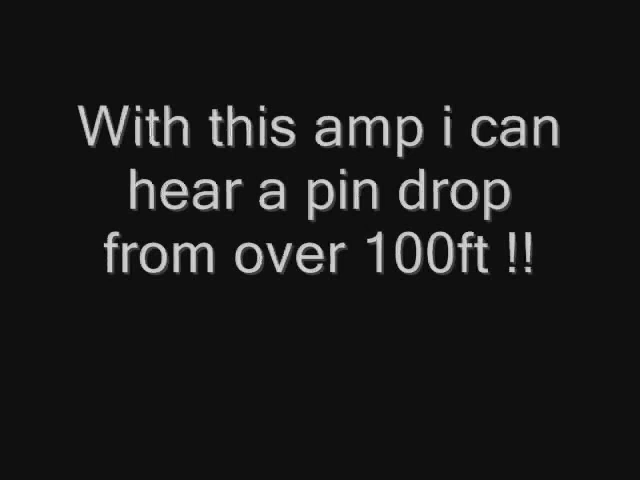 With this amp i can
hear a pin drop
from over 100ft !!